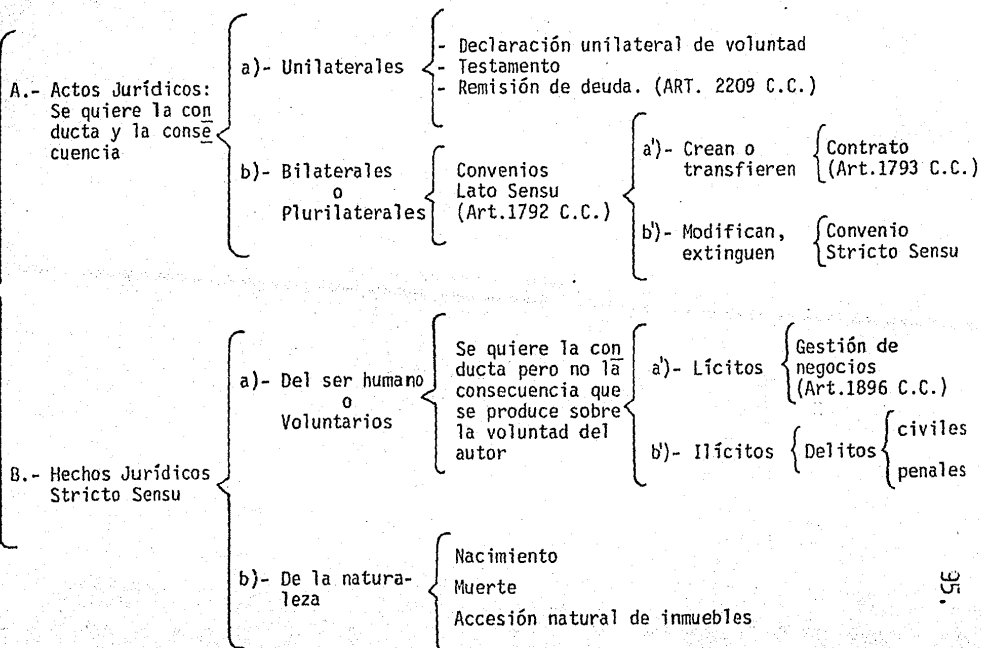 A.- Actos Jurídicos:
Se quiere la con
ducta y la conse
cuencia
a)- Unilaterales
- Declaración unilateral de voluntad
- Testamento
- Remisión de deuda. (ART. 2209 C.C.)
b)- Bilaterales
o
Plurilaterales
Convenios
Lato Sensu
(Art.1792 C.C.)
a')- Crean o
transfieren
Contrato
(Art.1793 C.C.)
b')- Modifican,
extinguen
Convenio
Stricto Sensu
B.- Hechos Jurídicos
Stricto Sensu
a)- Del ser humano
o
Voluntarios
Se quiere la con
ducta pero no la
consecuencia que
se produce sobre
la voluntad del
autor
a')- Lícitos
Gestión de
negocios
(Art.1896 C.C.)
b')- Ilícitos
Delitos
civiles
penales
b)- De la natura-
leza
Nacimiento
Muerte
Accesión natural de inmuebles
95.